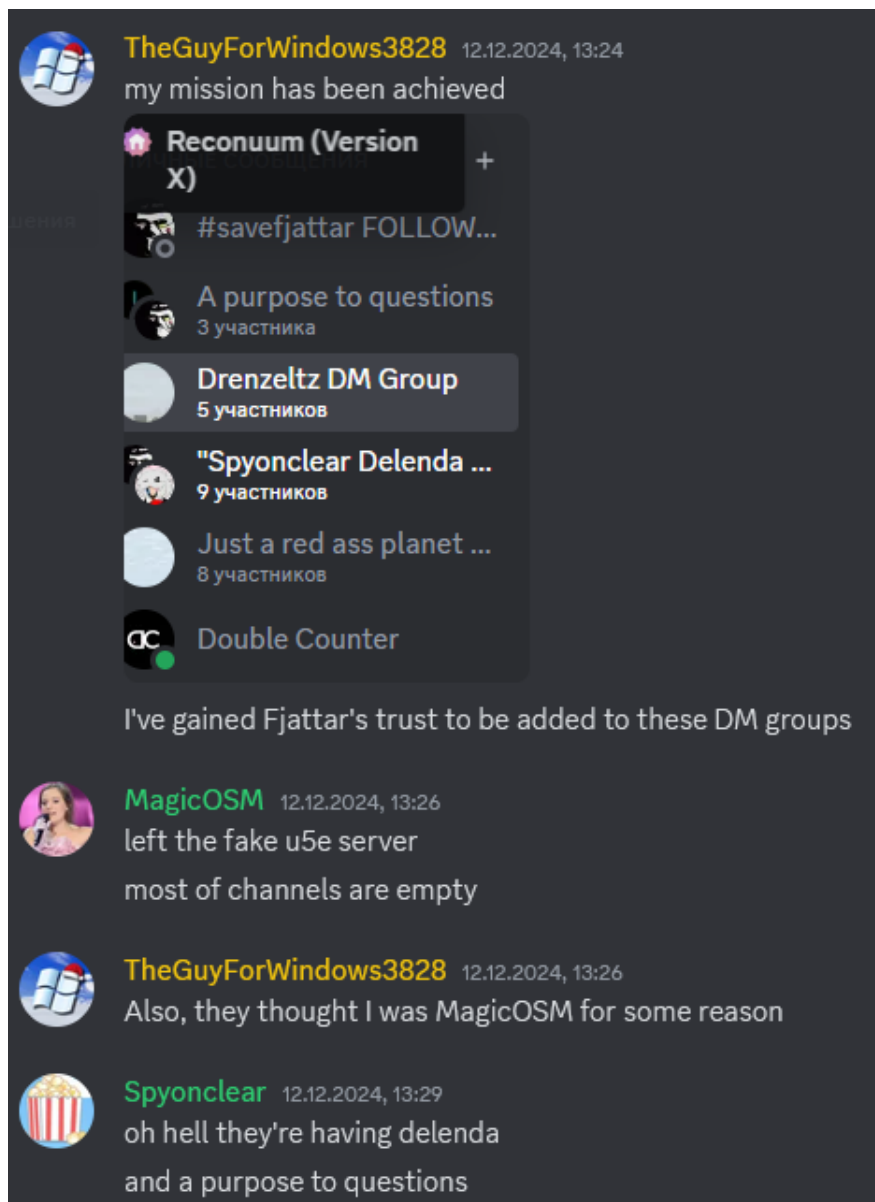 TheGuyForWindows3828 12.12.2024, 13:24
my mission has been achieved
Reconuum (Version
X)
ЛИЧНЫЕ СООБЩЕНИЯ +
#savefjattar FOLLOW...
A purpose to questions
3 участника
Drenzeltz DM Group
5 участников
"Spyonclear Delenda ...
9 участников
Just a red ass planet ...
8 участников
Double Counter
I've gained Fjattar's trust to be added to these DM groups
MagicOSM 12.12.2024, 13:26
left the fake u5e server
most of channels are empty
TheGuyForWindows3828 12.12.2024, 13:26
Also, they thought I was MagicOSM for some reason
Spyonclear 12.12.2024, 13:29
oh hell they're having delenda
and a purpose to questions